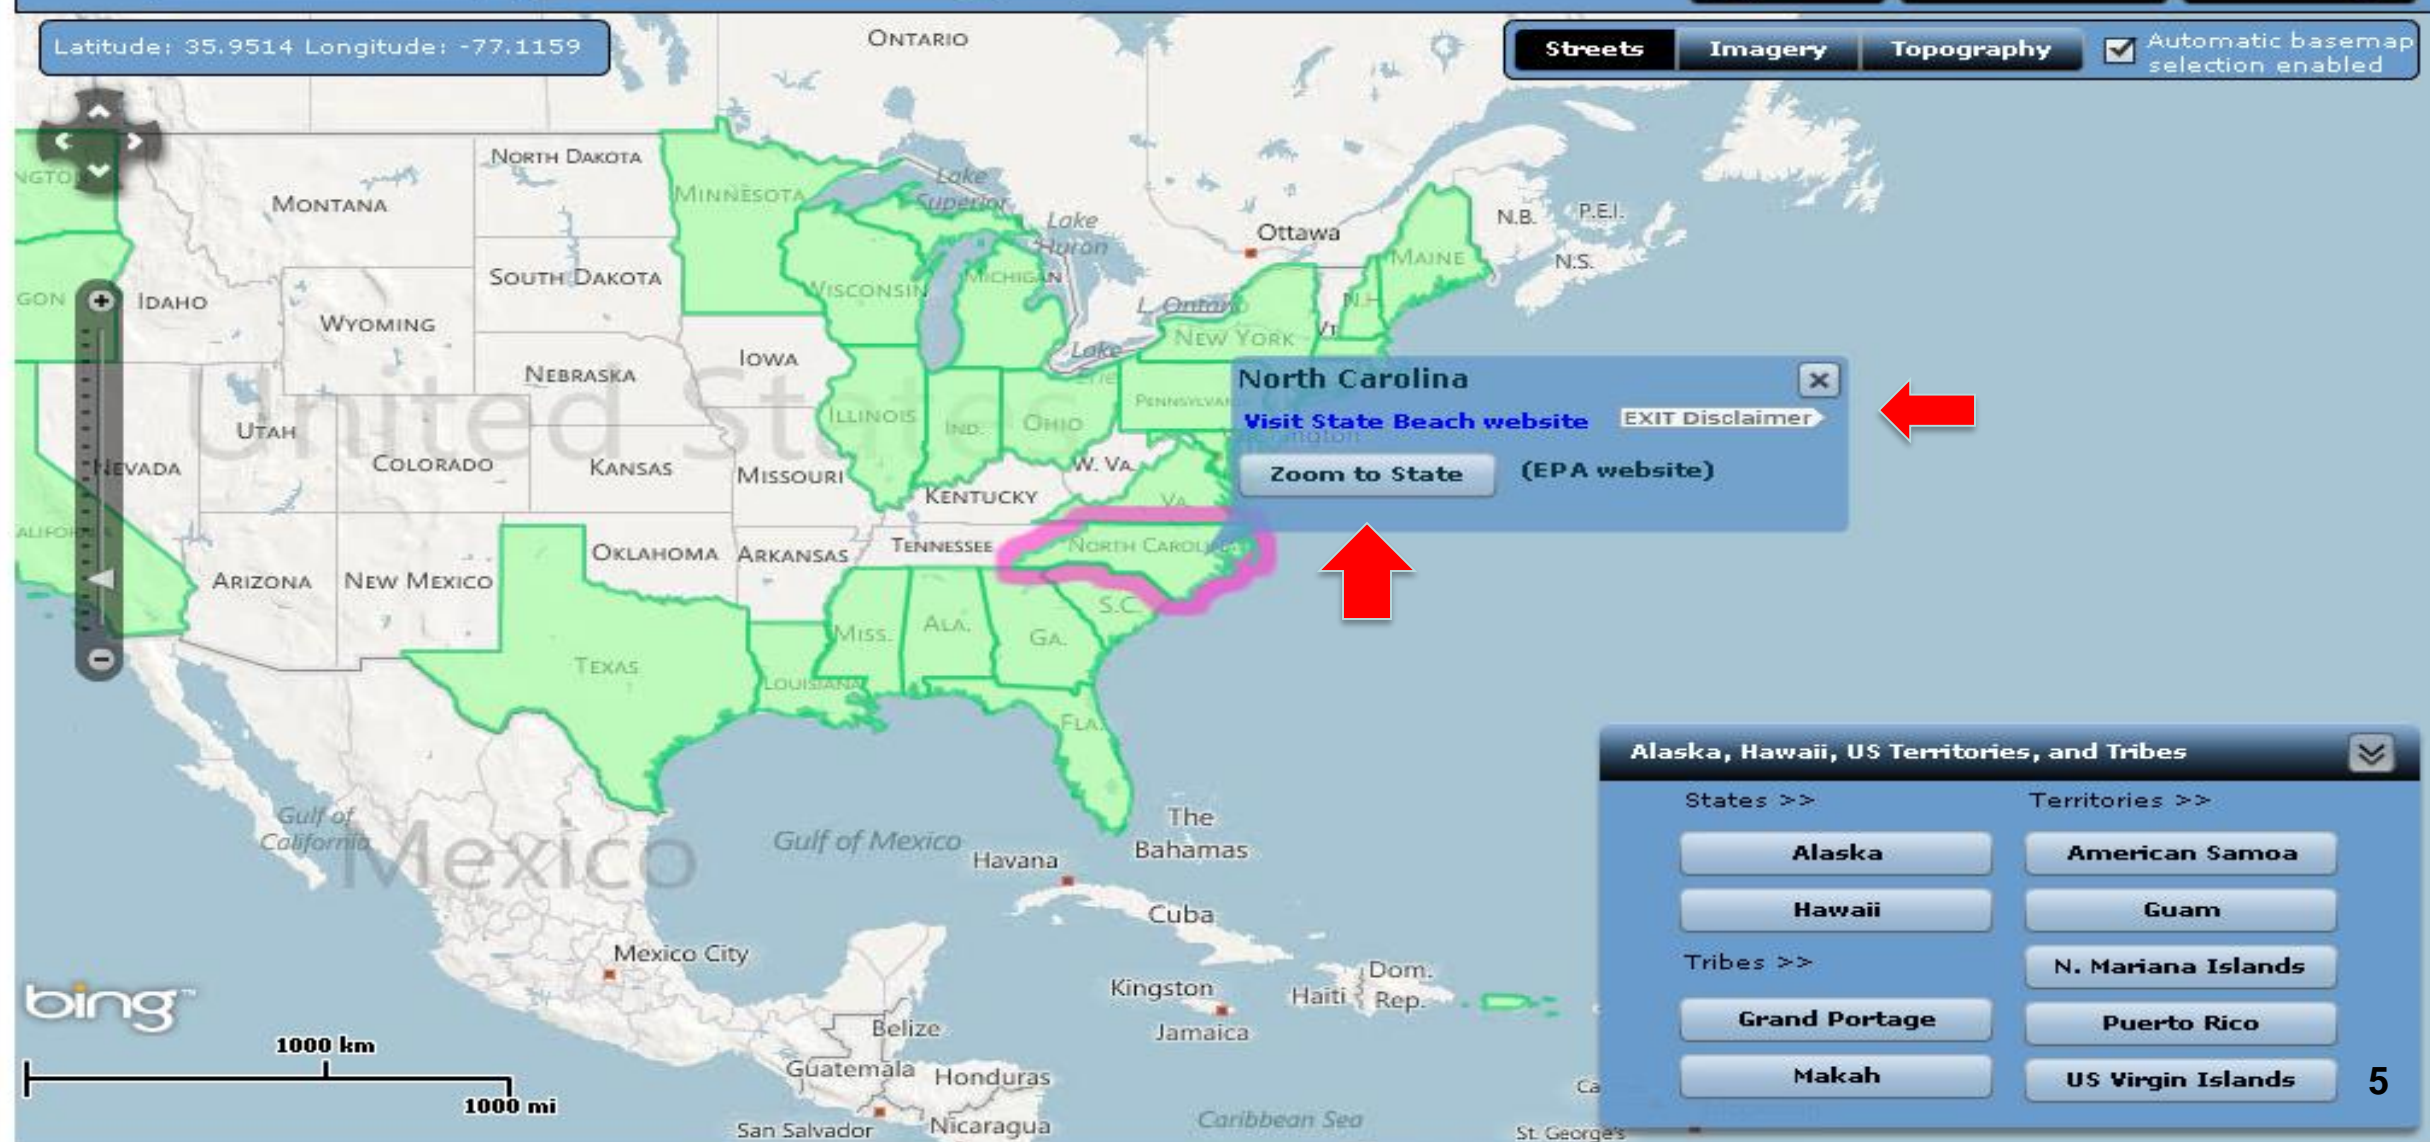 Latitude: 35.9514 Longitude: -77.1159
Streets
Imagery
Topography
Automatic basemap
selection enabled
ONTARIO
NORTH DAKOTA
MINNESOTA
MONTANA
Lake
Superior
Lake
Huron
Ottawa
N.B.
P.E.I.
MAINE
N.S.
SOUTH DAKOTA
WISCONSIN
MICHIGAN
IDAHO
L. Ontario
N.H.
WYOMING
NEW YORK
VT.
IOWA
Lake
Erie
NEBRASKA
North Carolina
Visit State Beach website
EXIT Disclaimer
Zoom to State
(EPA website)
United States
ILLINOIS
IND.
OHIO
UTAH
NEVADA
COLORADO
KANSAS
MISSOURI
W. VA.
KENTUCKY
VA.
OKLAHOMA
ARKANSAS
TENNESSEE
NORTH CAROLINA
ARIZONA
NEW MEXICO
S.C.
MISS.
ALA.
GA.
TEXAS
LOUISIANA
FLA.
Gulf of
California
Mexico
Gulf of Mexico
The
Bahamas
Havana
Cuba
Mexico City
Kingston
Jamaica
Haiti
Dom.
Rep.
Belize
Guatemala
Honduras
San Salvador
Nicaragua
Caribbean Sea
St. George's
bing™
1000 km
1000 mi
Alaska, Hawaii, US Territories, and Tribes
States >>
Territories >>
Alaska
American Samoa
Hawaii
Guam
Tribes >>
N. Mariana Islands
Grand Portage
Puerto Rico
Makah
US Virgin Islands
5